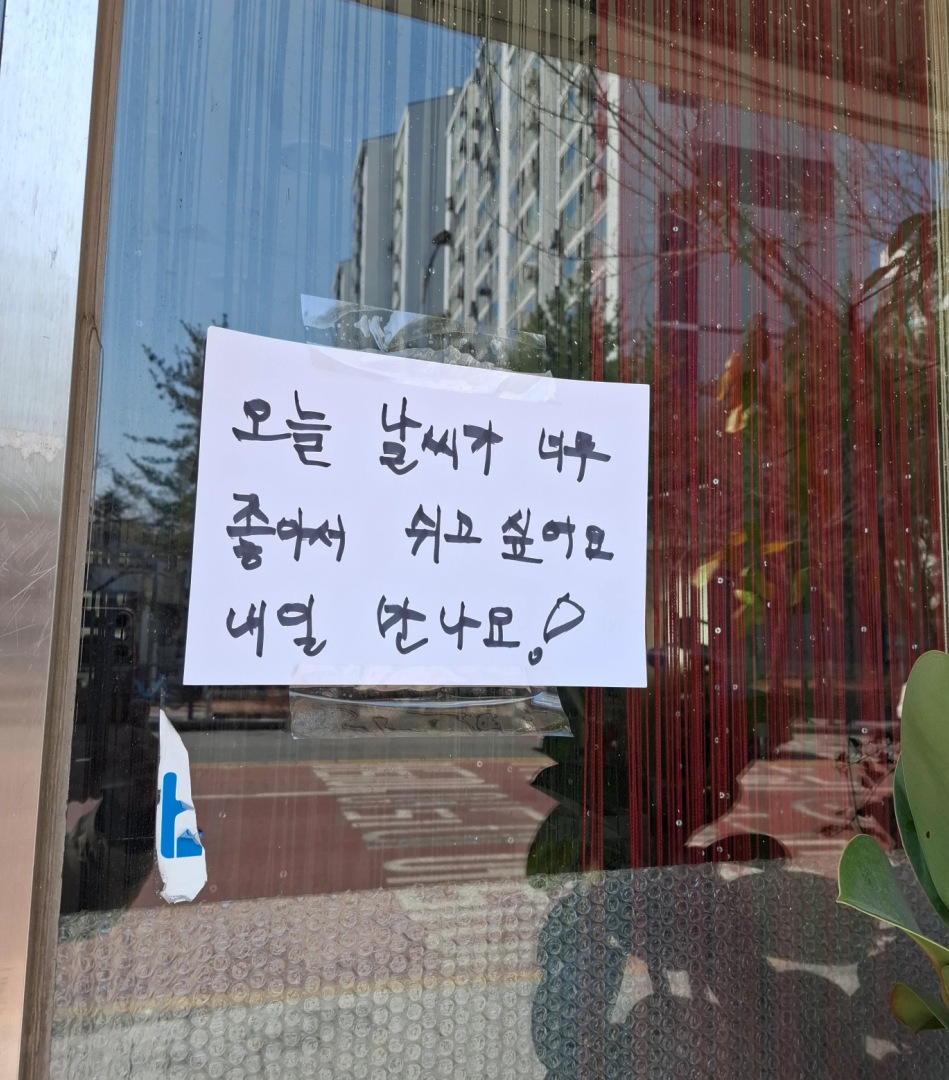 오늘 날씨가 너무
좋아서 쉬고 싶어요
내일 만나요!